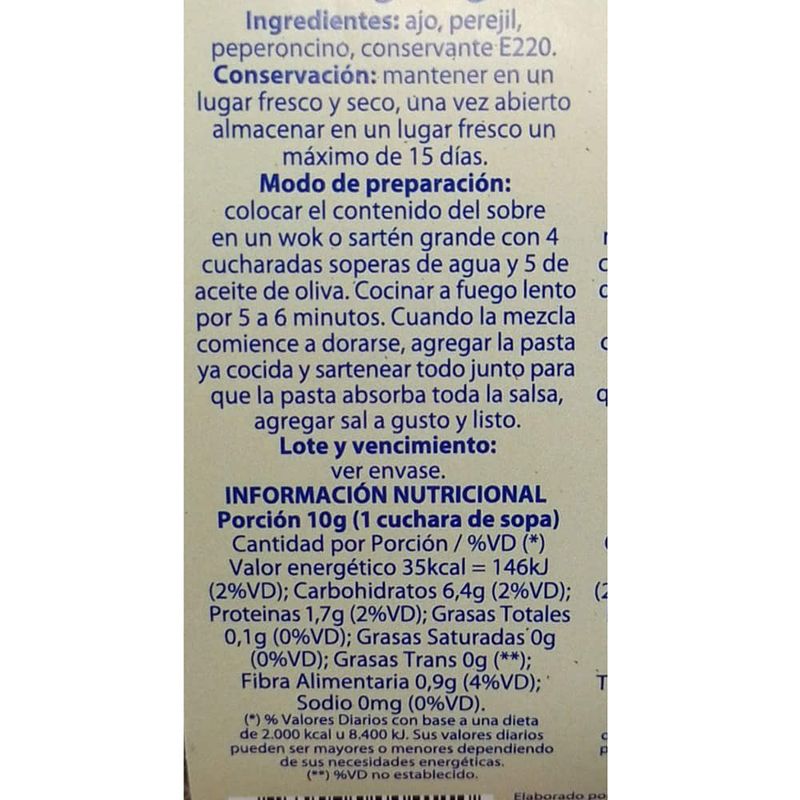 Ingredientes: ajo, perejil,
peperoncino, conservante E220.
Conservación: mantener en un
lugar fresco y seco, una vez abierto
almacenar en un lugar fresco un
máximo de 15 días.
Modo de preparación:
colocar el contenido del sobre
en un wok o sartén grande con 4
cucharadas soperas de agua y 5 de
aceite de oliva. Cocinar a fuego lento
por 5 a 6 minutos. Cuando la mezcla
comience a dorarse, agregar la pasta
ya cocida y sartenear todo junto para
que la pasta absorba toda la salsa,
agregar sal a gusto y listo.
Lote y vencimiento:
ver envase.
INFORMACIÓN NUTRICIONAL
Porción 10g (1 cuchara de sopa)
Cantidad por Porción / %VD (*)
Valor energético 35kcal = 146kJ
(2%VD); Carbohidratos 6,4g (2%VD);
Proteinas 1,7g (2%VD); Grasas Totales
0,1g (0%VD); Grasas Saturadas 0g
(0%VD); Grasas Trans 0g (**);
Fibra Alimentaria 0,9g (4%VD);
Sodio 0mg (0%VD).
(*) % Valores Diarios con base a una dieta
de 2.000 kcal u 8.400 kJ. Sus valores diarios
pueden ser mayores o menores dependiendo
de sus necesidades energéticas.
(**) %VD no establecido.
Elaborado po